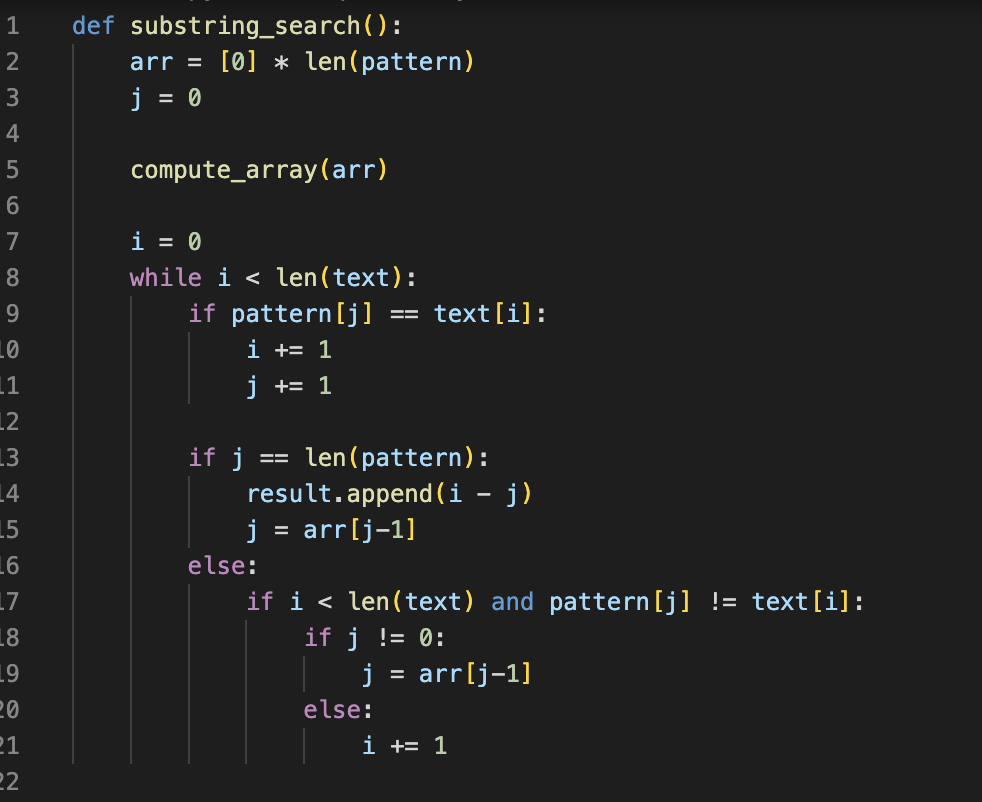 1 def substring_search():
2     arr = [0] * len(pattern)
3     j = 0
4
5     compute_array(arr)
6
7     i = 0
8     while i < len(text):
9         if pattern[j] == text[i]:
10             i += 1
11             j += 1
12
13         if j == len(pattern):
14             result.append(i - j)
15             j = arr[j-1]
16         else:
17             if i < len(text) and pattern[j] != text[i]:
18                 if j != 0:
19                     j = arr[j-1]
20                 else:
21                     i += 1
22